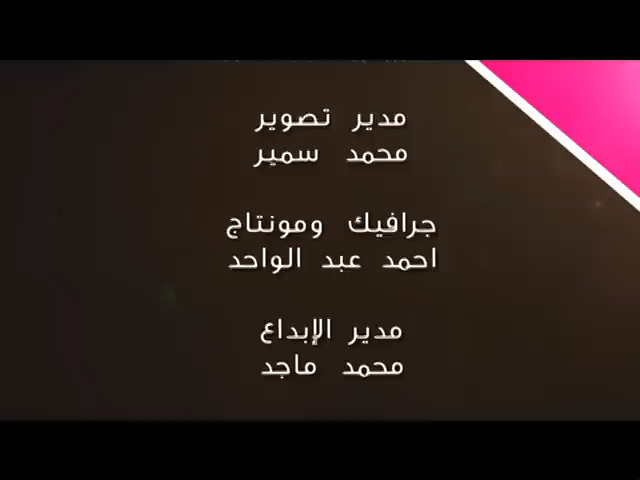 مدير تصوير
محمد سمير
جرافيك ومونتاج
احمد عبد الواحد
مدير الإبداع
محمد ماجد